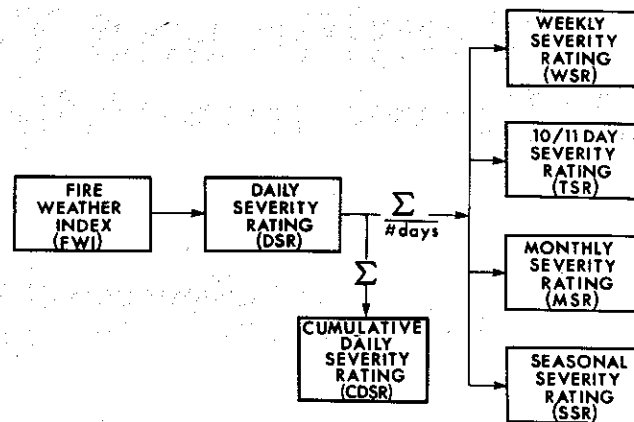 FIRE
WEATHER
INDEX
(FWI)
DAILY
SEVERITY
RATING
(DSR)
Σ
#days
Σ
CUMULATIVE
DAILY
SEVERITY
RATING
(CDSR)
WEEKLY
SEVERITY
RATING
(WSR)
10/11 DAY
SEVERITY
RATING
(TSR)
MONTHLY
SEVERITY
RATING
(MSR)
SEASONAL
SEVERITY
RATING
(SSR)